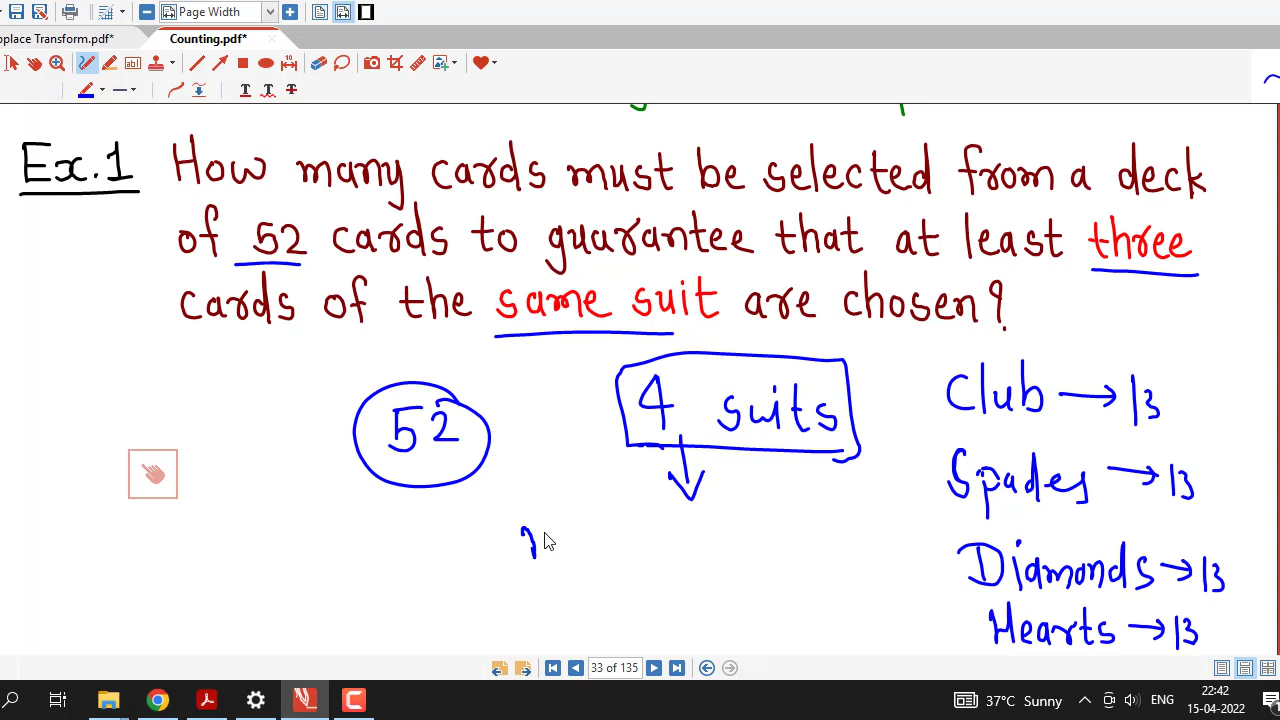 Page Width
pplace Transform.pdf*
Counting.pdf*
Ex.1 How many cards must be selected from a deck
of 52 cards to guarantee that at least three
cards of the same suit are chosen?
52
4 suits
Club → 13
Spades → 13
Diamonds → 13
Hearts → 13
33 of 135
37°C Sunny
ENG
22:42
15-04-2022